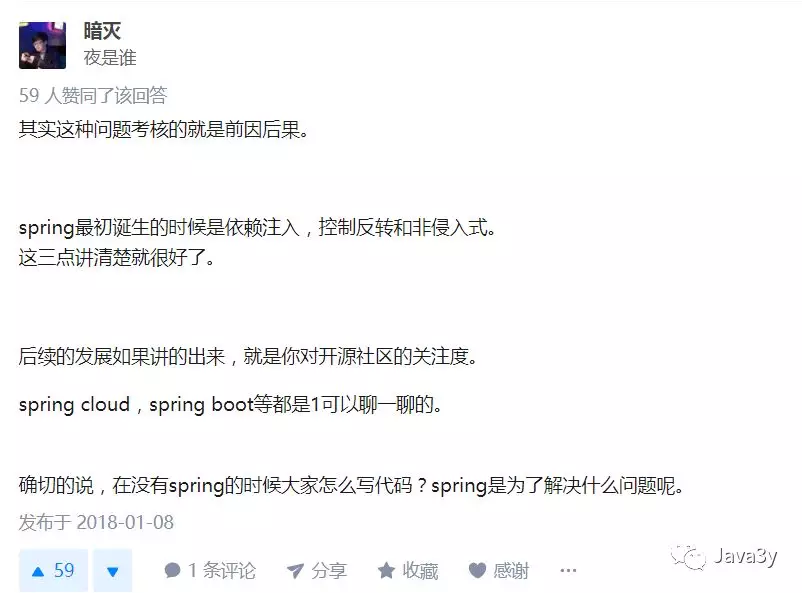 暗灭
夜是谁
59 人赞同了该回答
其实这种问题考核的就是前因后果。
spring最初诞生的时候是依赖注入，控制反转和非侵入式。
这三点讲清楚就很好了。
后续的发展如果讲的出来，就是你对开源社区的关注度。
spring cloud，spring boot等都是1可以聊一聊的。
确切的说，在没有spring的时候大家怎么写代码？spring是为了解决什么问题呢。
发布于 2018-01-08
59 1 条评论 分享 收藏 感谢 ···
Java3y